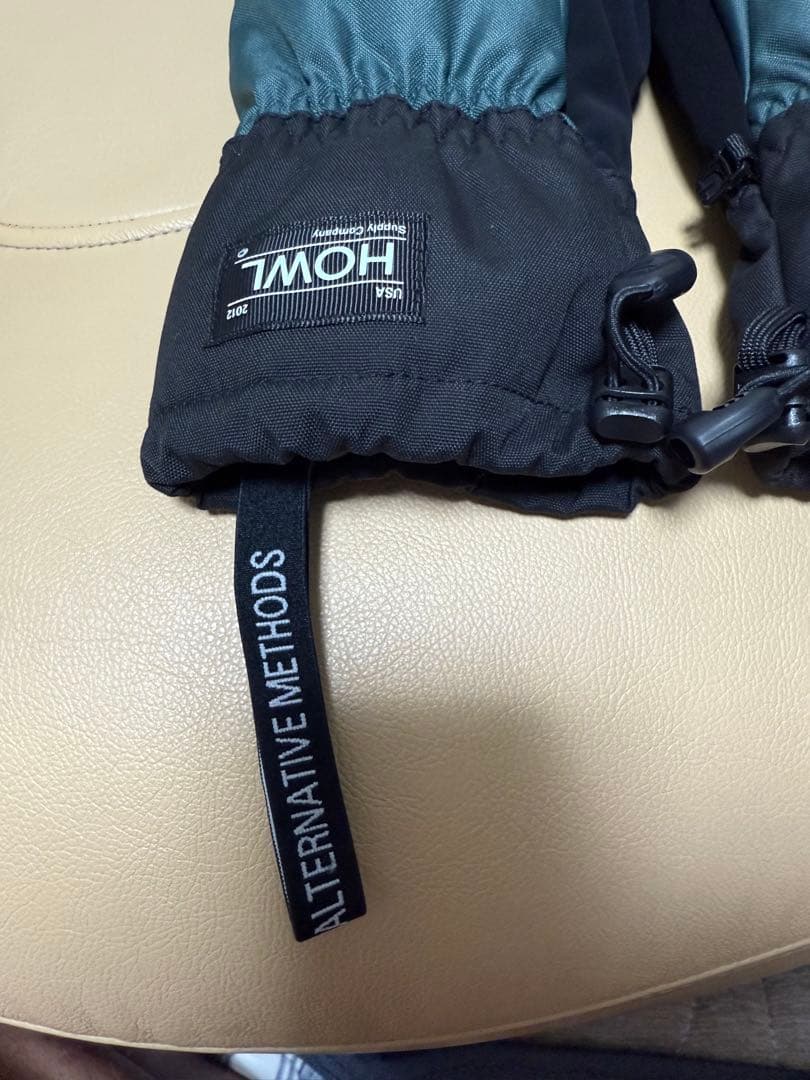 Supply Company
HOWL ©
USA 2012
ALTERNATIVE METHODS